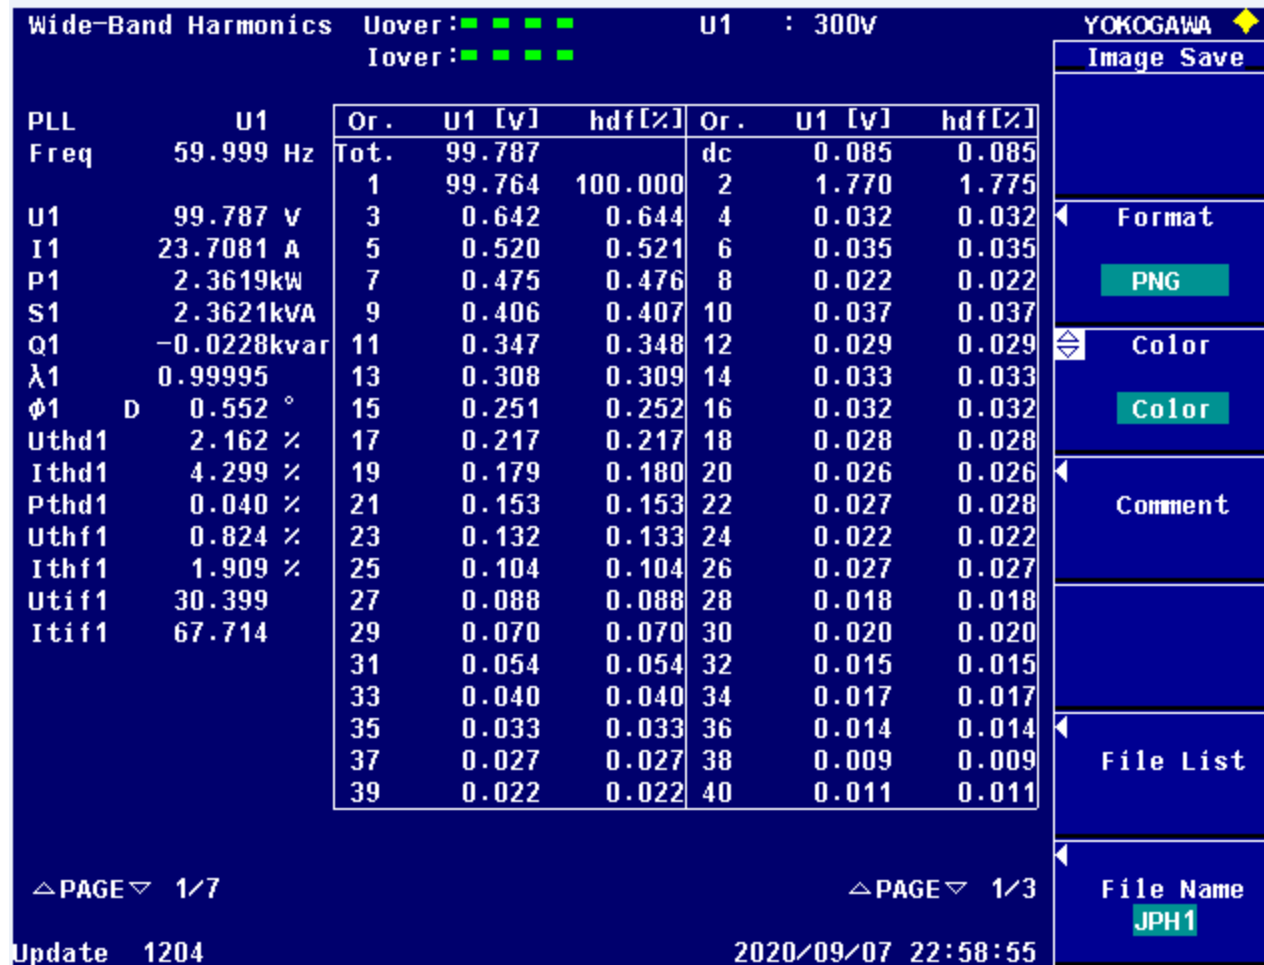 Wide-Band Harmonics Uover: U1 : 300V YOKOGAWA
Iover: Image Save
PLL U1 Or. U1 [V] hdf[%] Or. U1 [V] hdf[%]
Freq 59.999 Hz Tot. 99.787 dc 0.085 0.085
1 99.764 100.000 2 1.770 1.775
U1 99.787 V 3 0.642 0.644 4 0.032 0.032 Format
I1 23.7081 A 5 0.520 0.521 6 0.035 0.035
P1 2.3619kW 7 0.475 0.476 8 0.022 0.022 PNG
S1 2.3621kVA 9 0.406 0.407 10 0.037 0.037
Q1 -0.0228kvar 11 0.347 0.348 12 0.029 0.029 Color
λ1 0.99995 13 0.308 0.309 14 0.033 0.033
ϕ1 D 0.552 ° 15 0.251 0.252 16 0.032 0.032 Color
Uthd1 2.162 % 17 0.217 0.217 18 0.028 0.028
Ithd1 4.299 % 19 0.179 0.180 20 0.026 0.026
Pthd1 0.040 % 21 0.153 0.153 22 0.027 0.028 Comment
Uthf1 0.824 % 23 0.132 0.133 24 0.022 0.022
Ithf1 1.909 % 25 0.104 0.104 26 0.027 0.027
Utif1 30.399 27 0.088 0.088 28 0.018 0.018
Itif1 67.714 29 0.070 0.070 30 0.020 0.020
31 0.054 0.054 32 0.015 0.015
33 0.040 0.040 34 0.017 0.017
35 0.033 0.033 36 0.014 0.014
37 0.027 0.027 38 0.009 0.009 File List
39 0.022 0.022 40 0.011 0.011
△PAGE▽ 1/7 △PAGE▽ 1/3 File Name
JPH1
Update 1204 2020/09/07 22:58:55